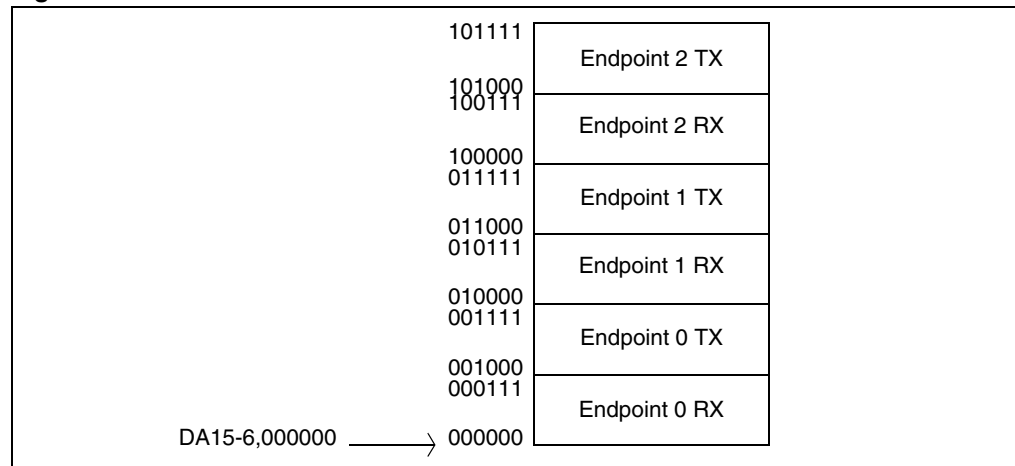 101111
Endpoint 2 TX
101000
100111
Endpoint 2 RX
100000
011111
Endpoint 1 TX
011000
010111
Endpoint 1 RX
010000
001111
Endpoint 0 TX
001000
000111
Endpoint 0 RX
DA15-6,000000 000000